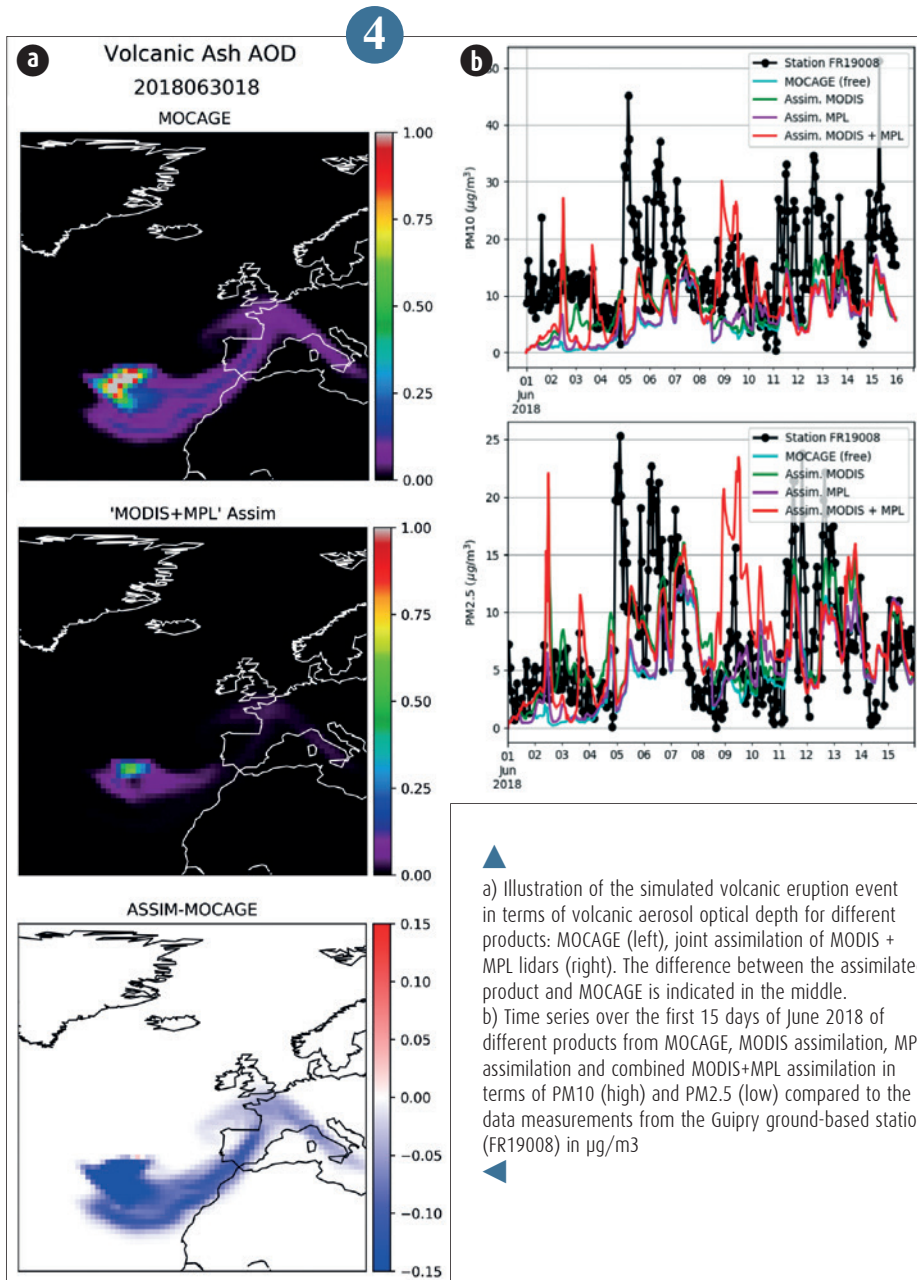 4
a
Volcanic Ash AOD
2018063018
MOCAGE
1.00
0.75
0.50
0.25
0.00
'MODIS+MPL' Assim
1.00
0.75
0.50
0.25
0.00
ASSIM-MOCAGE
0.15
0.10
0.05
0.00
−0.05
−0.10
−0.15
b
Station FR19008
MOCAGE (free)
Assim. MODIS
Assim. MPL
Assim. MODIS + MPL
PM10 (µg/m³)
50
40
30
20
10
0
01 02 03 04 05 06 07 08 09 10 11 12 13 14 15 16
Jun
2018
Station FR19008
MOCAGE (free)
Assim. MODIS
Assim. MPL
Assim. MODIS + MPL
PM2.5 (µg/m³)
25
20
15
10
5
0
01 02 03 04 05 06 07 08 09 10 11 12 13 14 15
Jun
2018
a) Illustration of the simulated volcanic eruption event
in terms of volcanic aerosol optical depth for different
products: MOCAGE (left), joint assimilation of MODIS +
MPL lidars (right). The difference between the assimilate
product and MOCAGE is indicated in the middle.
b) Time series over the first 15 days of June 2018 of
different products from MOCAGE, MODIS assimilation, MP
assimilation and combined MODIS+MPL assimilation in
terms of PM10 (high) and PM2.5 (low) compared to the
data measurements from the Guipry ground-based statio
(FR19008) in µg/m3